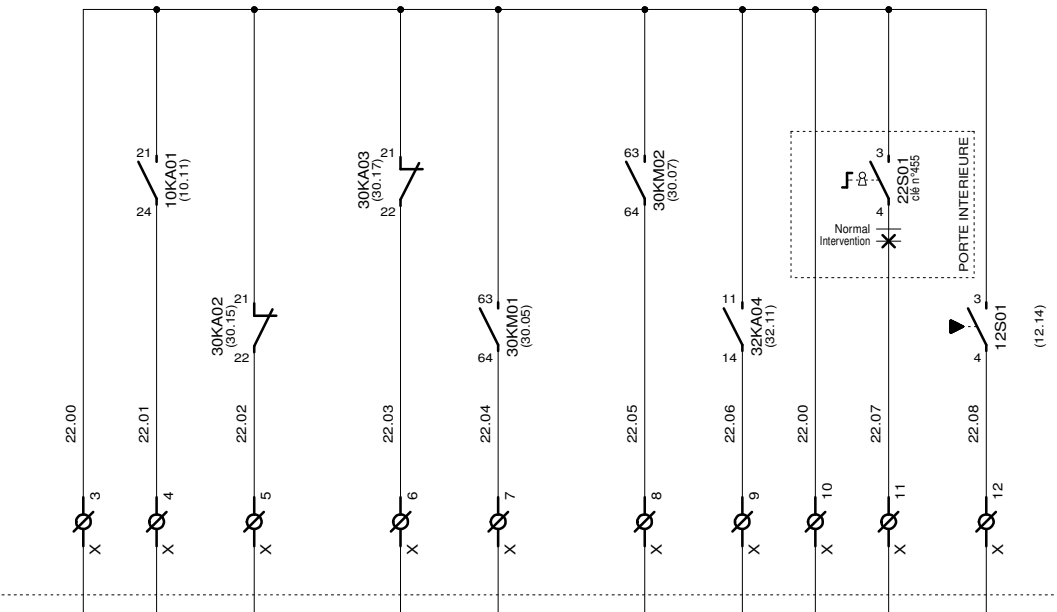 21
24
10KA01
(10.11)
21
22
30KA03
(30.17)
63
64
30KM02
(30.07)
3
4
22S01
clé n°455
Normal
Intervention
PORTE INTERIEURE
21
22
30KA02
(30.15)
63
64
30KM01
(30.05)
11
14
32KA04
(32.11)
3
4
12S01
(12.14)
22.00
22.01
22.02
22.03
22.04
22.05
22.06
22.00
22.07
22.08
3
4
5
6
7
8
9
10
11
12
X
X
X
X
X
X
X
X
X
X